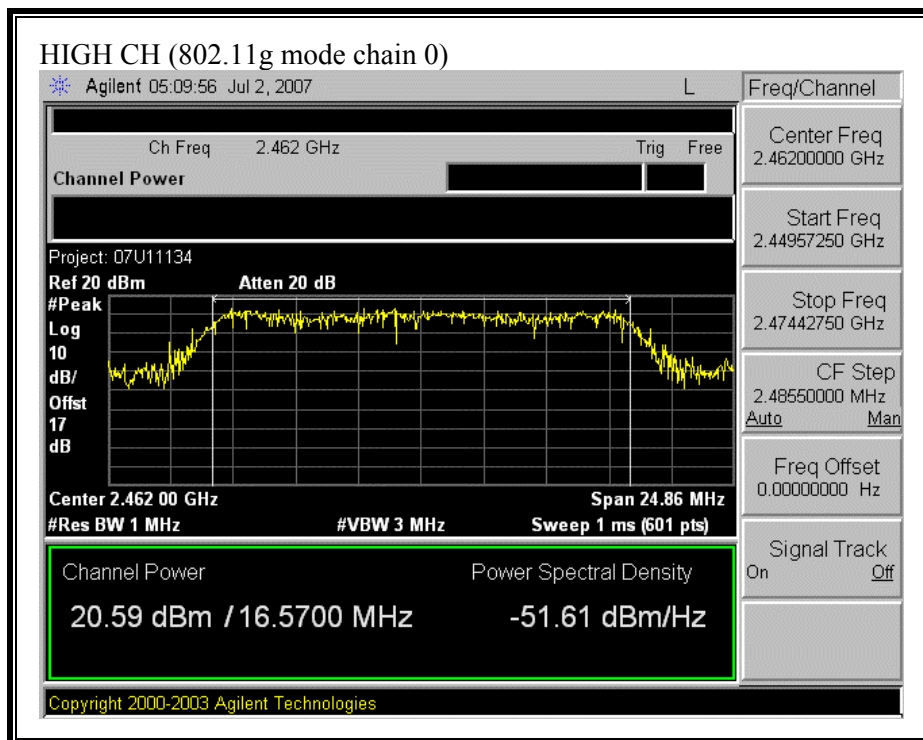 HIGH CH (802.11g mode chain 0)
Agilent 05:09:56 Jul 2, 2007 L
Freq/Channel
Ch Freq 2.462 GHz Trig Free
Channel Power
Center Freq
2.46200000 GHz
Start Freq
2.44957250 GHz
Stop Freq
2.47442750 GHz
CF Step
2.48550000 MHz
Auto Man
Freq Offset
0.00000000 Hz
Signal Track
On Off
Project: 07U11134
Ref 20 dBm Atten 20 dB
#Peak
Log
10
dB/
Offst
17
dB
Center 2.462 00 GHz Span 24.86 MHz
#Res BW 1 MHz #VBW 3 MHz Sweep 1 ms (601 pts)
Channel Power Power Spectral Density
20.59 dBm / 16.5700 MHz -51.61 dBm/Hz
Copyright 2000-2003 Agilent Technologies